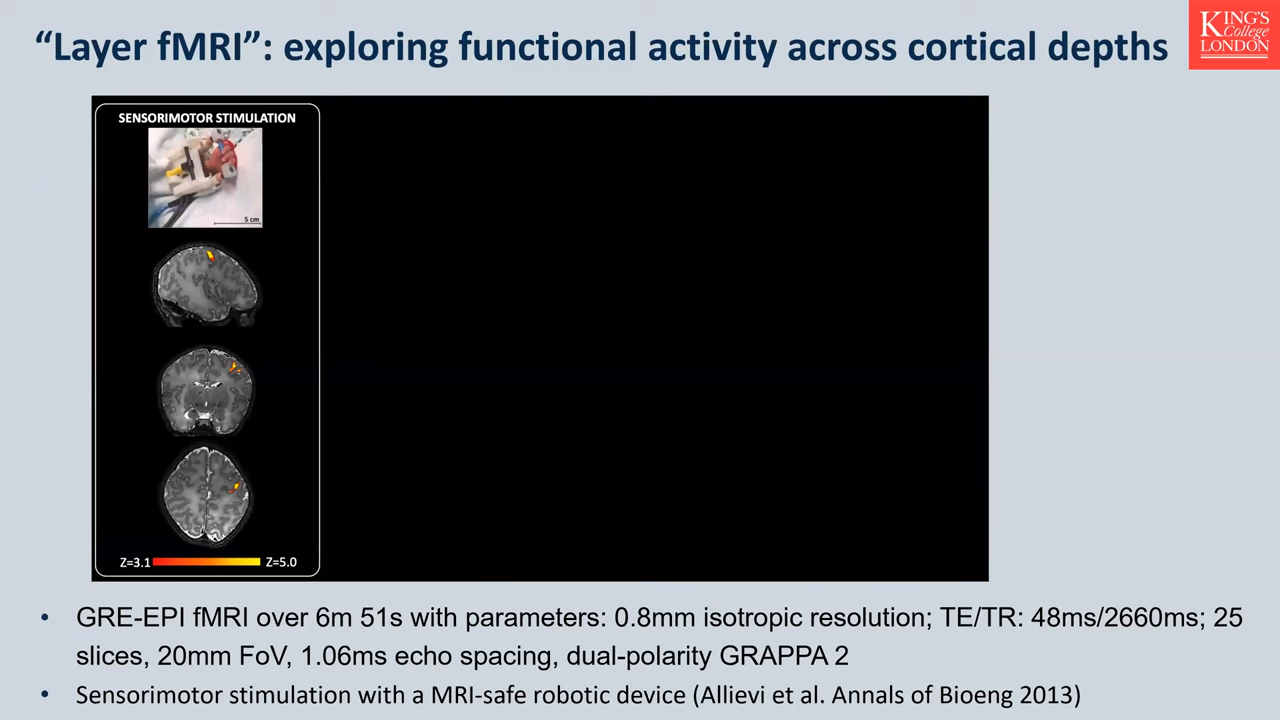 “Layer fMRI”: exploring functional activity across cortical depths
KING'S
College
LONDON
SENSORIMOTOR STIMULATION
5 cm
Z=3.1
Z=5.0
• GRE-EPI fMRI over 6m 51s with parameters: 0.8mm isotropic resolution; TE/TR: 48ms/2660ms; 25
slices, 20mm FoV, 1.06ms echo spacing, dual-polarity GRAPPA 2
• Sensorimotor stimulation with a MRI-safe robotic device (Allievi et al. Annals of Bioeng 2013)